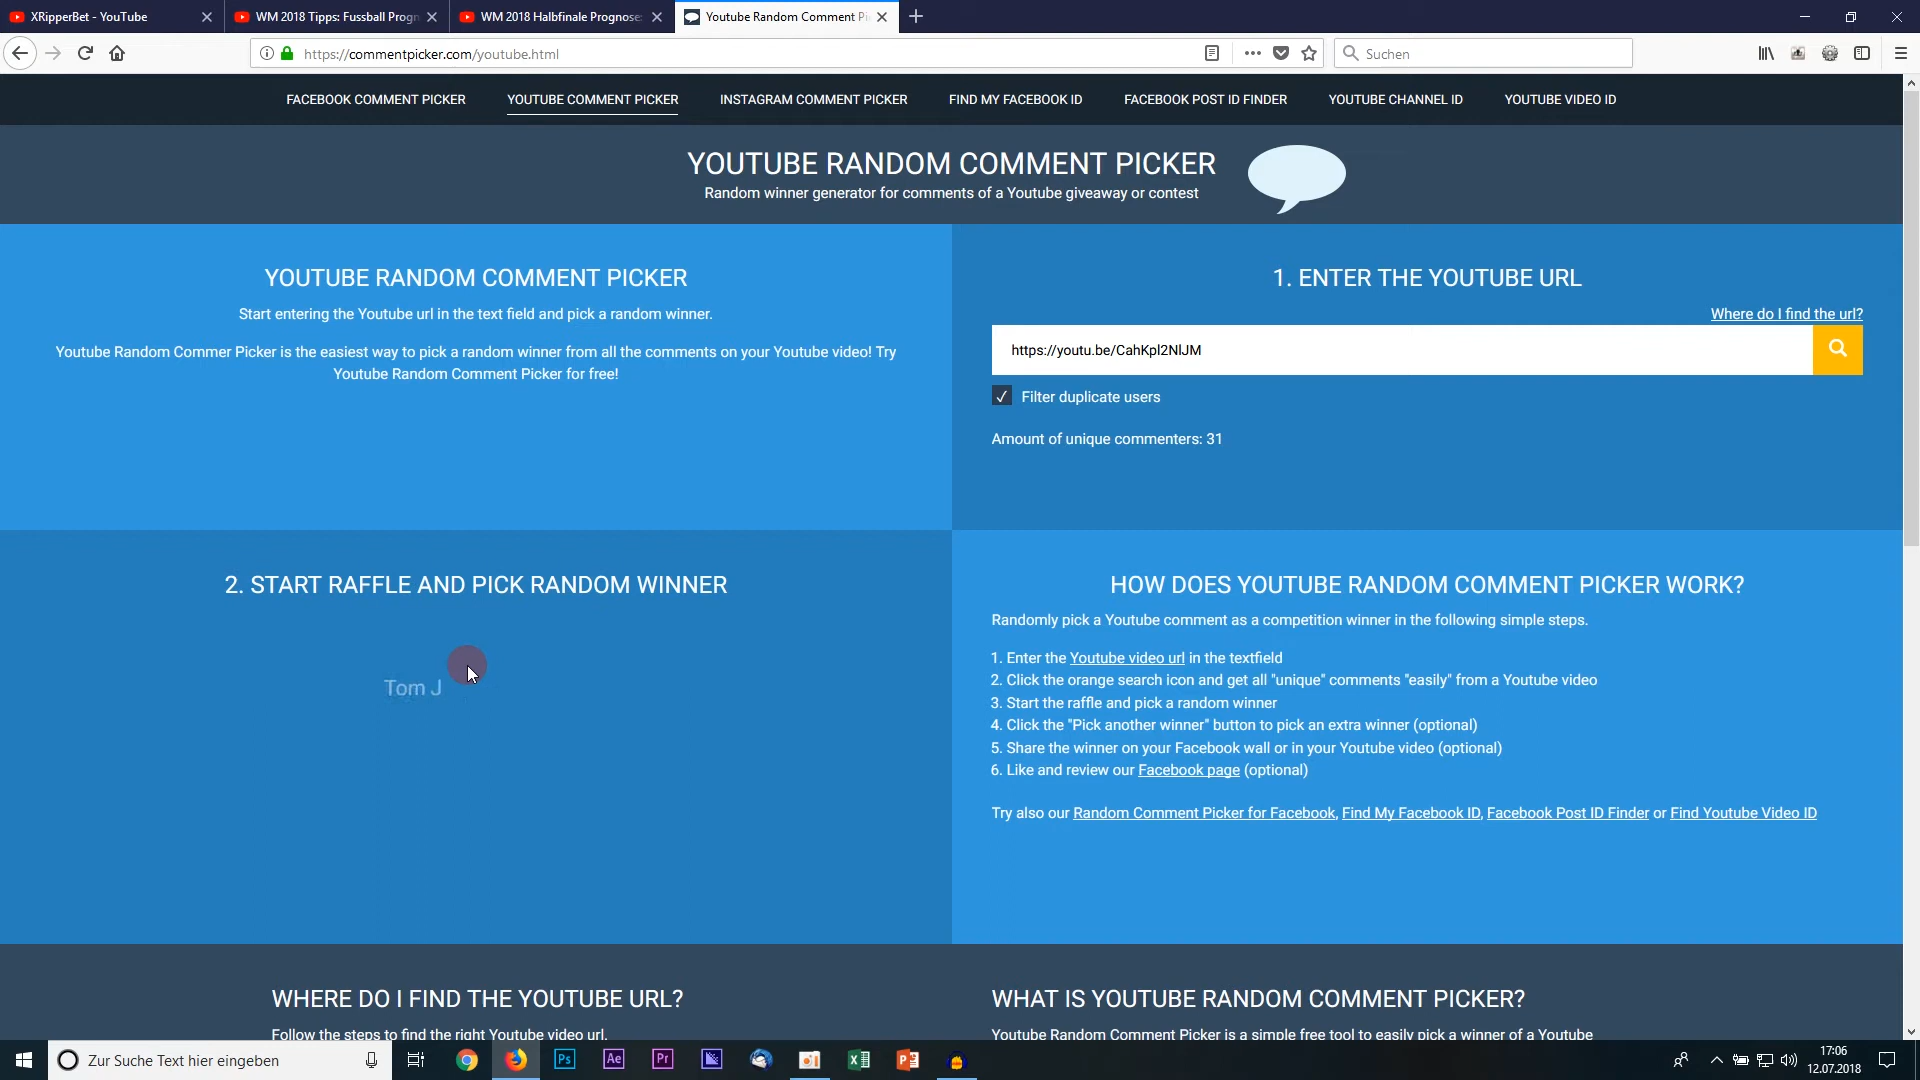 XRipperBet - YouTube
WM 2018 Tipps: Fussball Progn
WM 2018 Halbfinale Prognose:
Youtube Random Comment Pi
https://commentpicker.com/youtube.html
Suchen
FACEBOOK COMMENT PICKER
YOUTUBE COMMENT PICKER
INSTAGRAM COMMENT PICKER
FIND MY FACEBOOK ID
FACEBOOK POST ID FINDER
YOUTUBE CHANNEL ID
YOUTUBE VIDEO ID
YOUTUBE RANDOM COMMENT PICKER
Random winner generator for comments of a Youtube giveaway or contest
YOUTUBE RANDOM COMMENT PICKER
Start entering the Youtube url in the text field and pick a random winner.
Youtube Random Commer Picker is the easiest way to pick a random winner from all the comments on your Youtube video! Try
Youtube Random Comment Picker for free!
1. ENTER THE YOUTUBE URL
Where do I find the url?
https://youtu.be/CahKpl2NlJM
Filter duplicate users
Amount of unique commenters: 31
2. START RAFFLE AND PICK RANDOM WINNER
Tom J
HOW DOES YOUTUBE RANDOM COMMENT PICKER WORK?
Randomly pick a Youtube comment as a competition winner in the following simple steps.
1. Enter the Youtube video url in the textfield
2. Click the orange search icon and get all "unique" comments "easily" from a Youtube video
3. Start the raffle and pick a random winner
4. Click the "Pick another winner" button to pick an extra winner (optional)
5. Share the winner on your Facebook wall or in your Youtube video (optional)
6. Like and review our Facebook page (optional)
Try also our Random Comment Picker for Facebook, Find My Facebook ID, Facebook Post ID Finder or Find Youtube Video ID
WHERE DO I FIND THE YOUTUBE URL?
Follow the steps to find the right Youtube video url.
WHAT IS YOUTUBE RANDOM COMMENT PICKER?
Youtube Random Comment Picker is a simple free tool to easily pick a winner of a Youtube
Zur Suche Text hier eingeben
Ps
Ae
Pr
17:06
12.07.2018